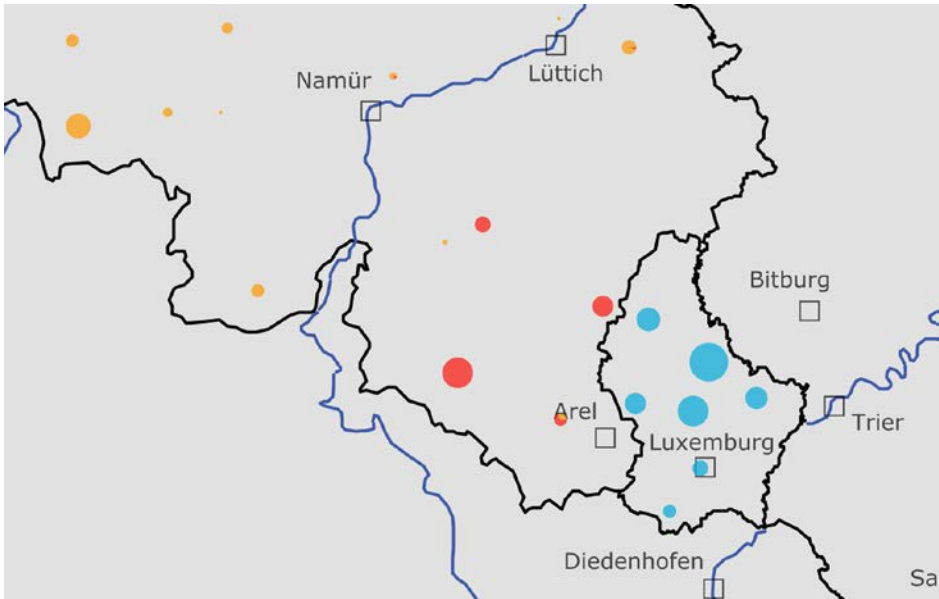 Namür
Lüttich
Bitburg
Arel
Trier
Luxemburg
Diedenhofen
Sa